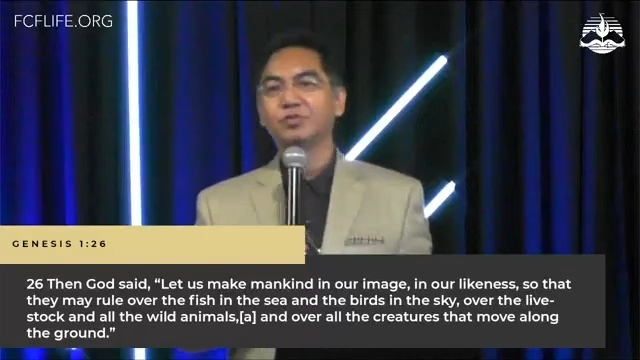 FCFLIFE.ORG
GENESIS 1:26
26 Then God said, “Let us make mankind in our image, in our likeness, so that
they may rule over the fish in the sea and the birds in the sky, over the live-
stock and all the wild animals,[a] and over all the creatures that move along
the ground.”